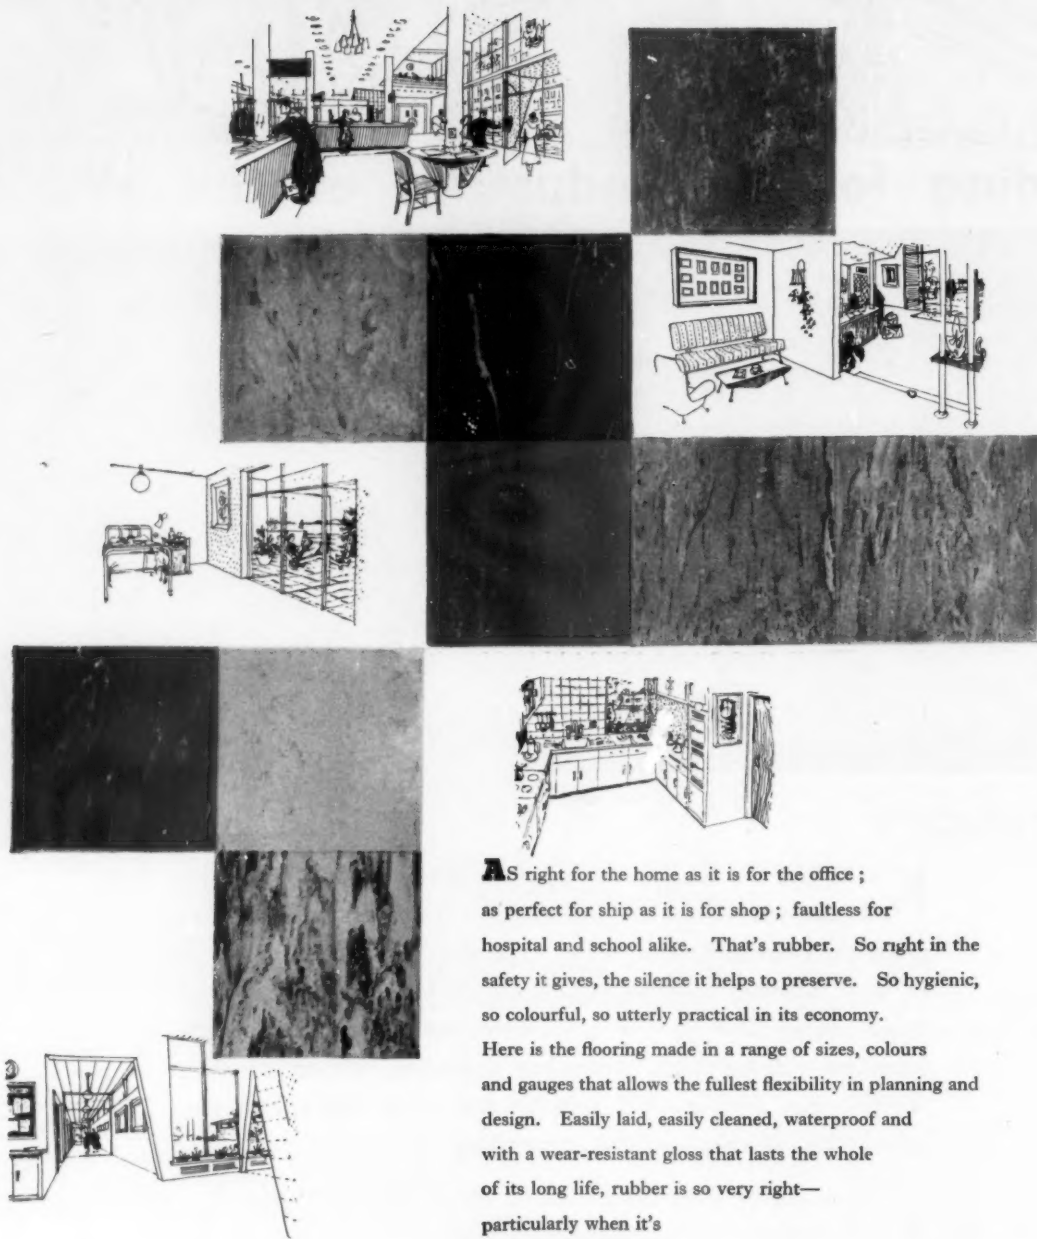 AS right for the home as it is for the office ;
as perfect for ship as it is for shop ; faultless for
hospital and school alike. That's rubber. So right in the
safety it gives, the silence it helps to preserve. So hygienic,
so colourful, so utterly practical in its economy.
Here is the flooring made in a range of sizes, colours
and gauges that allows the fullest flexibility in planning and
design. Easily laid, easily cleaned, waterproof and
with a wear-resistant gloss that lasts the whole
of its long life, rubber is so very right—
particularly when it's